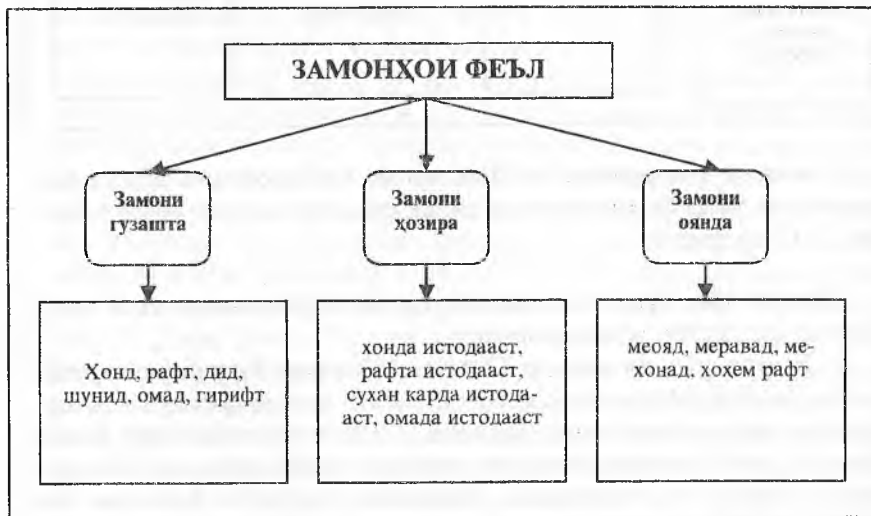 ЗАМОНҲОИ ФЕЪЛ
Замони
гузашта
Замони
ҳозира
Замони
оянда
Хонд, рафт, дид,
шунид, омад, гирифт
хонда истодааст,
рафта истодааст,
сухан карда истода-
аст, омада истодааст
меояд, меравад, ме-
хонад, хоҳем рафт